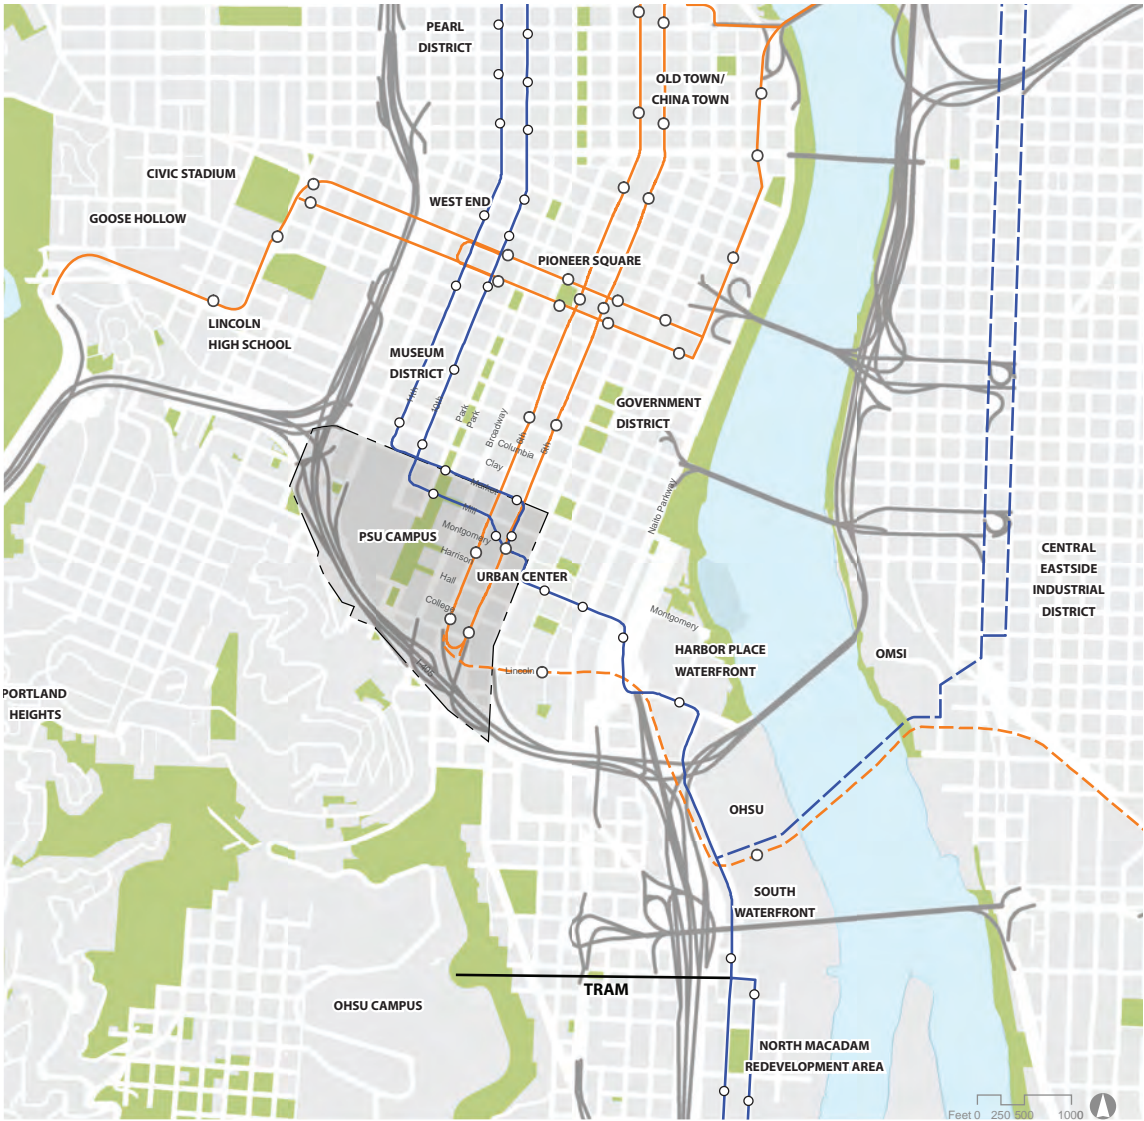 PEARL
DISTRICT
OLD TOWN/
CHINA TOWN
CIVIC STADIUM
WEST END
GOOSE HOLLOW
PIONEER SQUARE
LINCOLN
HIGH SCHOOL
MUSEUM
DISTRICT
11th
10th
Park
Park
Broadway
6th
5th
GOVERNMENT
DISTRICT
Columbia
Clay
Market
Mill
Montgomery
Harrison
Hall
College
Naito Parkway
PSU CAMPUS
URBAN CENTER
CENTRAL
EASTSIDE
INDUSTRIAL
DISTRICT
Montgomery
HARBOR PLACE
WATERFRONT
OMSI
Lincoln
PORTLAND
HEIGHTS
OHSU
SOUTH
WATERFRONT
TRAM
OHSU CAMPUS
NORTH MACADAM
REDEVELOPMENT AREA
Feet 0 250 500 1000